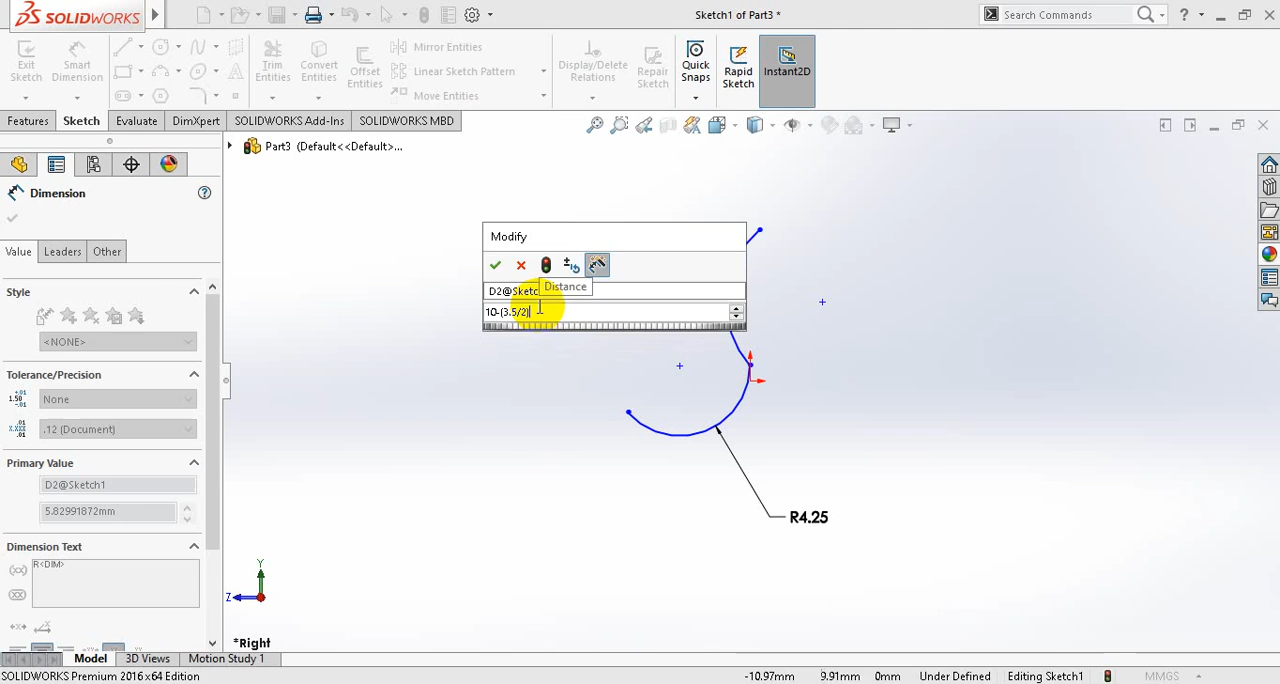 SOLIDWORKS
Sketch1 of Part3 *
Search Commands
Exit Sketch
Smart Dimension
Trim Entities
Convert Entities
Offset Entities
Mirror Entities
Linear Sketch Pattern
Move Entities
Display/Delete Relations
Repair Sketch
Quick Snaps
Rapid Sketch
Instant2D
Features
Sketch
Evaluate
DimXpert
SOLIDWORKS Add-Ins
SOLIDWORKS MBD
Part3 (Default<<Default>...
Dimension
Value
Leaders
Other
Style
<NONE>
Tolerance/Precision
None
.12 (Document)
Primary Value
D2@Sketch1
5.82991872mm
Dimension Text
R<DIM>
Modify
D2@Sketc
Distance
10-(3.5/2)
R4.25
Y
Z
*Right
Model
3D Views
Motion Study 1
SOLIDWORKS Premium 2016 x64 Edition
-10.97mm
9.91mm
0mm
Under Defined
Editing Sketch1
MMGS